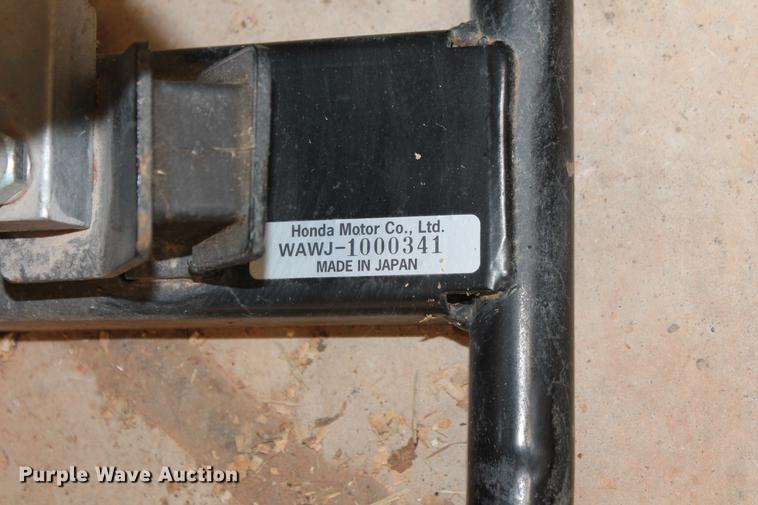 Honda Motor Co., Ltd.
WAWJ-1000341
MADE IN JAPAN
Purple Wave Auction